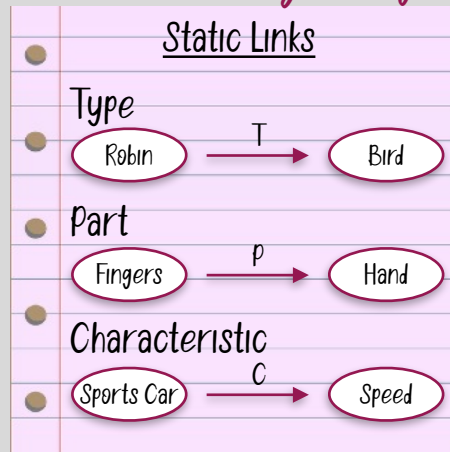 Static Links
Type
T
Robin Bird
Part
P
Fingers Hand
Characteristic
C
Sports Car Speed